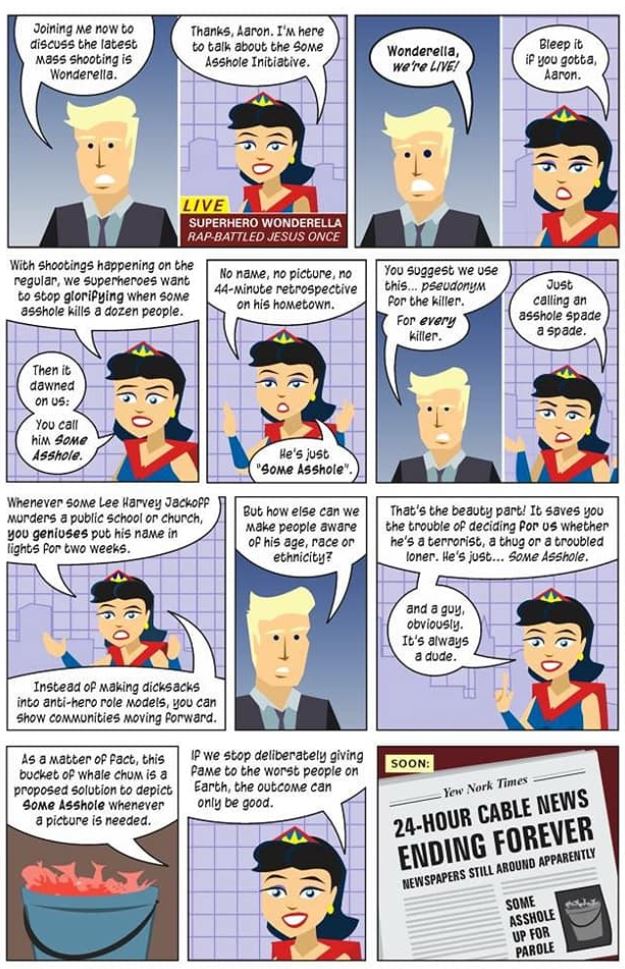 Joining me now to
discuss the latest
mass shooting is
Wonderella.
Thanks, Aaron. I'm here
to talk about the Some
Asshole Initiative.
LIVE
SUPERHERO WONDERELLA
RAP-BATTLED JESUS ONCE
Wonderella,
we're LIVE!
Bleep it
if you gotta,
Aaron.
With shootings happening on the
regular, we superheroes want
to stop glorifying when some
asshole kills a dozen people.
Then it
dawned
on us:
You call
him Some
Asshole.
No name, no picture, no
44-minute retrospective
on his hometown.
He's just
"Some Asshole".
You suggest we use
this... pseudonym
for the killer.
For every
killer.
Just
calling an
asshole spade
a spade.
Whenever some Lee Harvey Jackoff
murders a public school or church,
you geniuses put his name in
lights for two weeks.
Instead of making dicksacks
into anti-hero role models, you can
show communities moving forward.
But how else can we
make people aware
of his age, race or
ethnicity?
That's the beauty part! It saves you
the trouble of deciding for us whether
he's a terrorist, a thug or a troubled
loner. He's just... Some Asshole.
and a guy,
obviously.
It's always
a dude.
As a matter of fact, this
bucket of whale chum is a
proposed solution to depict
Some Asshole whenever
a picture is needed.
If we stop deliberately giving
fame to the worst people on
Earth, the outcome can
only be good.
SOON:
Yew Nork Times
24-HOUR CABLE NEWS
ENDING FOREVER
NEWSPAPERS STILL AROUND APPARENTLY
SOME
ASSHOLE
UP FOR
PAROLE